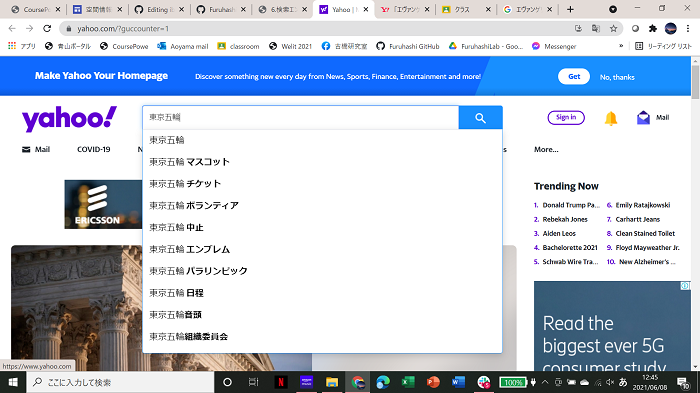 CoursePo
空間情報
Editing B
Furuhash
6.検索エ
Yahoo |
「エヴァン
クラス
エヴァンゲ
yahoo.com/?guccounter=1
アプリ
青山ポータル
CoursePowe
Aoyama mail
classroom
Welit 2021
古橋研究室
Furuhashi GitHub
FuruhashiLab - Goo...
Messenger
リーディング リスト
Make Yahoo Your Homepage
Discover something new every day from News, Sports, Finance, Entertainment and more!
Get
No, thanks
yahoo!
東京五輪
Sign in
Mail
Mail
COVID-19
N
s
More...
東京五輪
東京五輪 マスコット
東京五輪 チケット
東京五輪 ボランティア
東京五輪 中止
東京五輪 エンブレム
東京五輪 パラリンピック
東京五輪 日程
東京五輪音頭
東京五輪組織委員会
ERICSSON
Trending Now
1. Donald Trump Pa...
2. Rebekah Jones
3. Aiden Leos
4. Bachelorette 2021
5. Schwab Wire Tra...
6. Emily Ratajkowski
7. Carhartt Jeans
8. Clean Stained Toilet
9. Floyd Mayweather Jr.
10. New Alzheimer's ...
Read the
biggest ever 5G
consumer study
https://www.yahoo.com
ここに入力して検索
100%
あ
12:45
2021/06/08
10